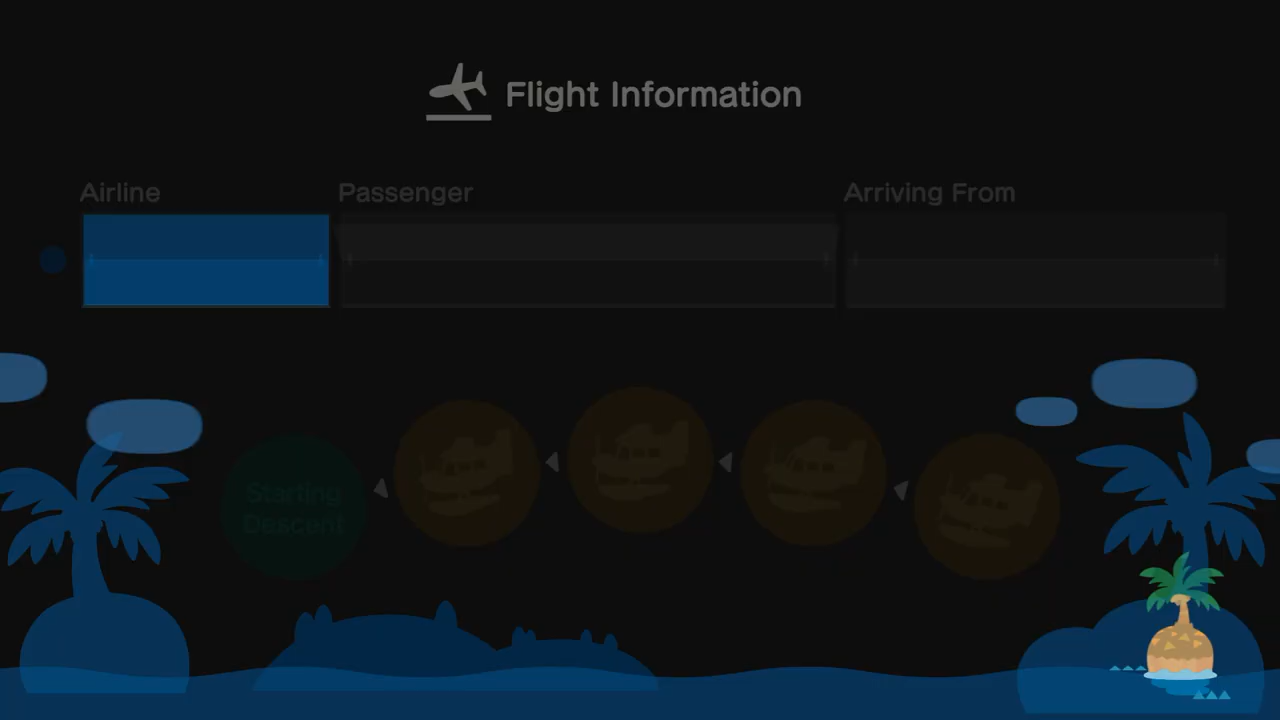 Flight Information
Airline
Passenger
Arriving From
Starting
Descent